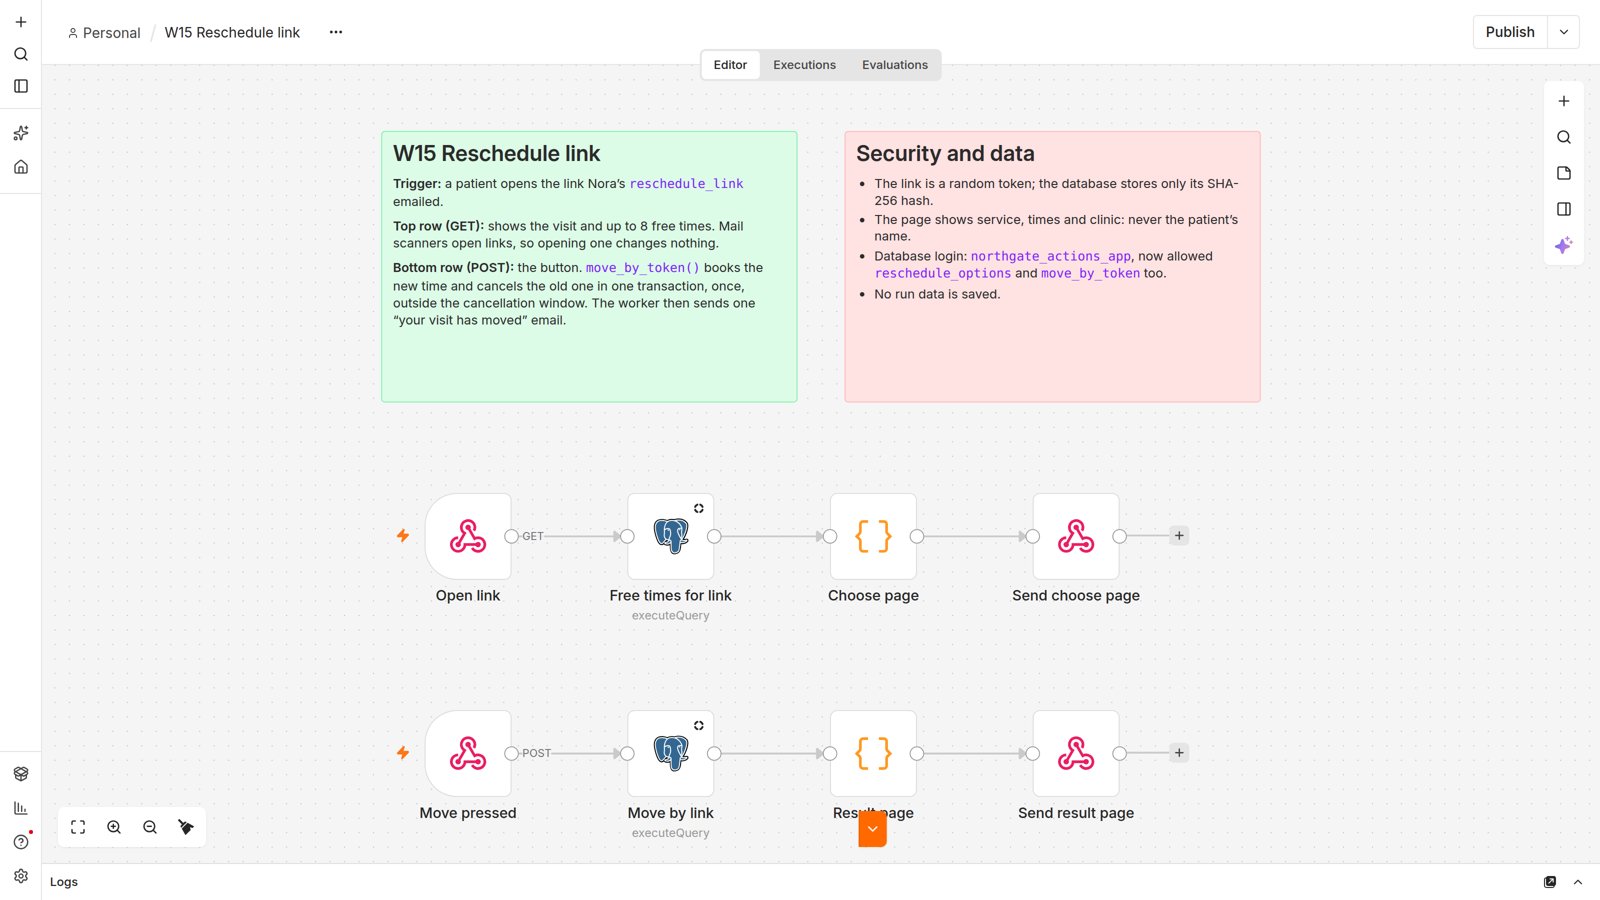 Personal / W15 Reschedule link
Publish
Editor Executions Evaluations
W15 Reschedule link
Trigger: a patient opens the link Nora’s reschedule_link
emailed.
Top row (GET): shows the visit and up to 8 free times. Mail
scanners open links, so opening one changes nothing.
Bottom row (POST): the button. move_by_token() books the
new time and cancels the old one in one transaction, once,
outside the cancellation window. The worker then sends one
“your visit has moved” email.
Security and data
• The link is a random token; the database stores only its SHA-
256 hash.
• The page shows service, times and clinic: never the patient’s
name.
• Database login: northgate_actions_app, now allowed
reschedule_options and move_by_token too.
• No run data is saved.
GET
Open link
Free times for link
executeQuery
Choose page
Send choose page
POST
Move pressed
Move by link
executeQuery
Result page
Send result page
Logs